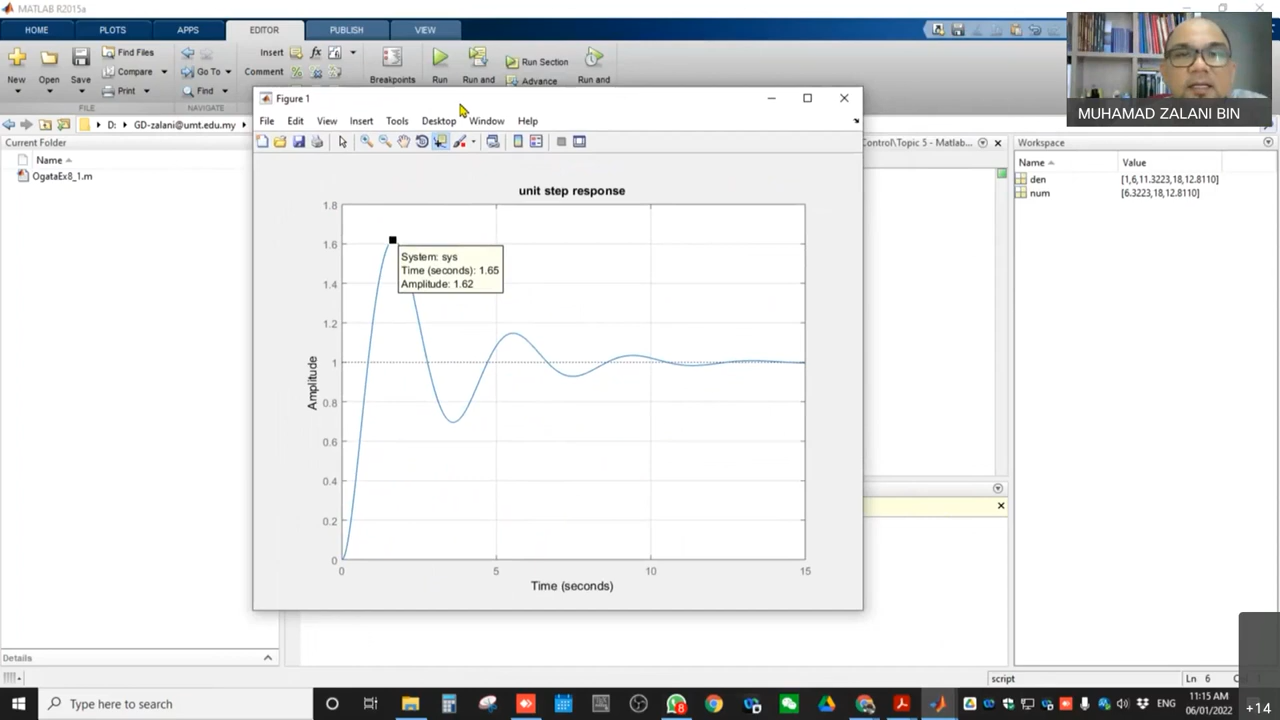 MATLAB R2015a
HOME PLOTS APPS EDITOR PUBLISH VIEW
New Open Save
Find Files
Compare
Print
Go To
Find
Insert
Comment
Breakpoints
Run Run and
Run Section
Advance
Run and
FILE NAVIGATE
D: GD-zalani@umt.edu.my
Current Folder
Name
OgataEx8_1.m
Details
Figure 1
File Edit View Insert Tools Desktop Window Help
unit step response
System: sys
Time (seconds): 1.65
Amplitude: 1.62
1.8
1.6
1.4
1.2
1
0.8
0.6
0.4
0.2
0
0 5 10 15
Amplitude
Time (seconds)
Control\Topic 5 - Matlab...
Workspace
Name Value
den [1,6,11.3223,18,12.8110]
num [6.3223,18,12.8110]
MUHAMAD ZALANI BIN
script Ln 6
Type here to search
8
ENG
11:15 AM
06/01/2022
+14